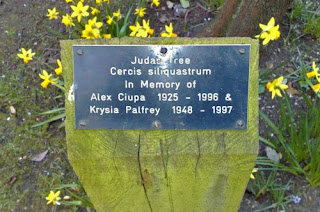 Judas Tree
Cercis siliquastrum
In Memory of
Alex Ciupa 1925 - 1996 &
Krysia Palfrey 1948 - 1997